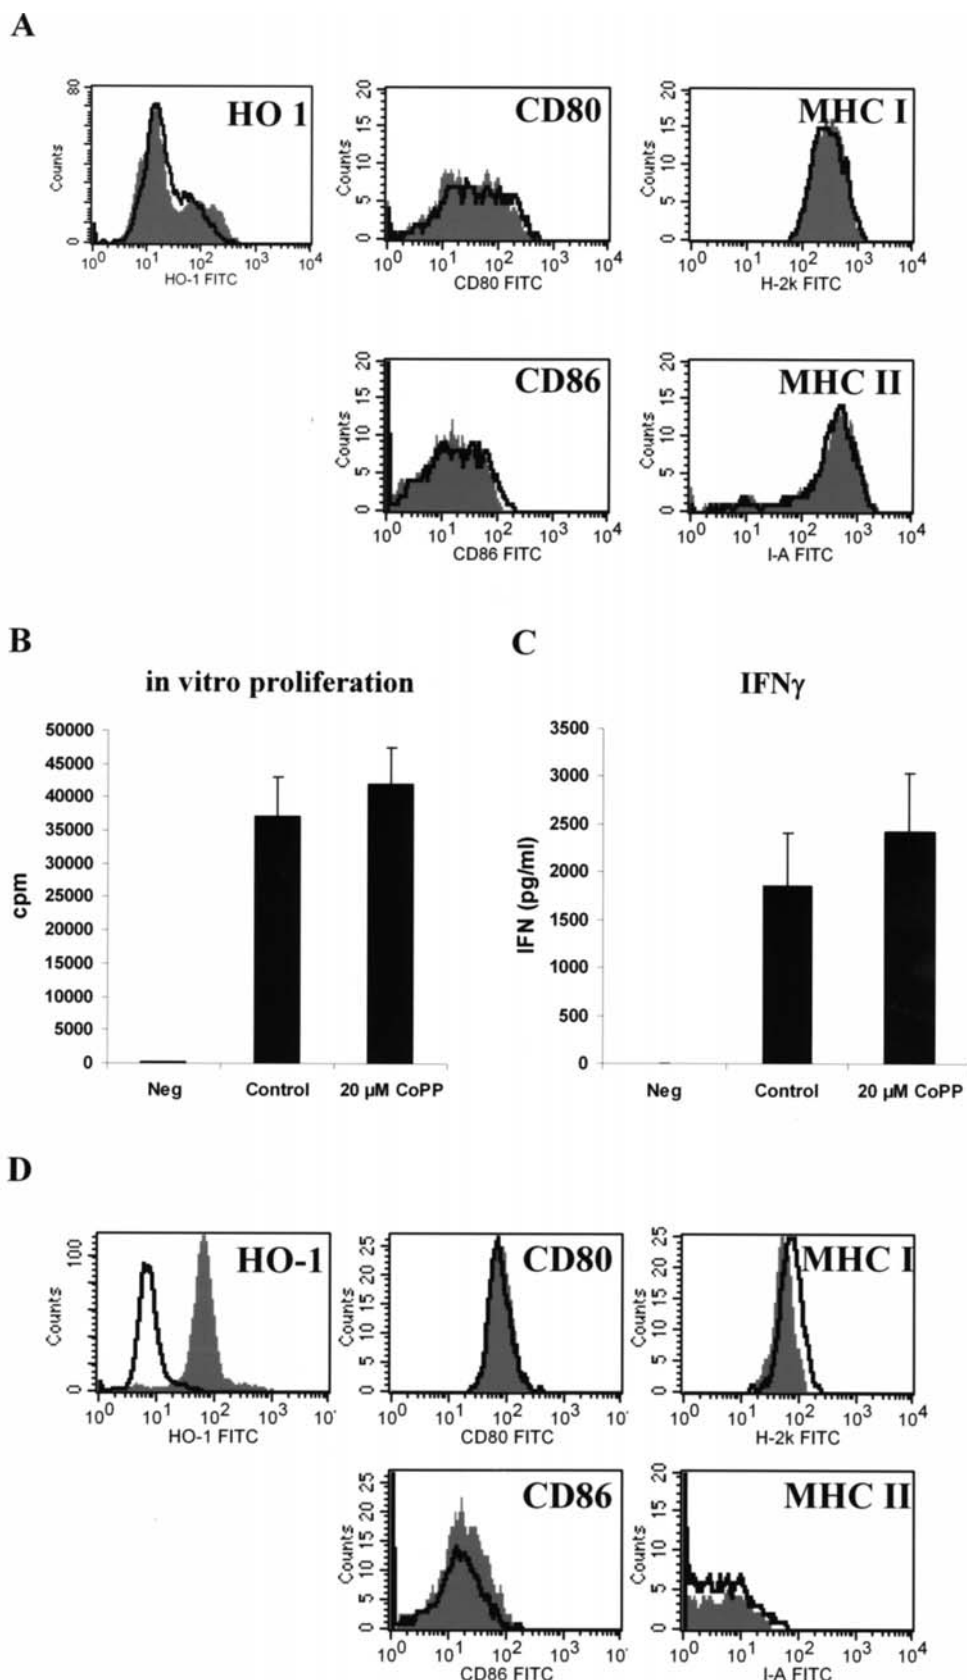 A
HO 1
80
Counts
0
10^0 10^1 10^2 10^3 10^4
HO-1 FITC
CD80
20
15
10
5
0
Counts
10^0 10^1 10^2 10^3 10^4
CD80 FITC
MHC I
20
15
10
5
0
Counts
10^0 10^1 10^2 10^3 10^4
H-2k FITC
CD86
20
15
10
5
0
Counts
10^0 10^1 10^2 10^3 10^4
CD86 FITC
MHC II
20
15
10
5
0
Counts
10^0 10^1 10^2 10^3 10^4
I-A FITC
B
in vitro proliferation
50000
45000
40000
35000
30000
25000
20000
15000
10000
5000
0
cpm
Neg Control 20 µM CoPP
C
IFNγ
3500
3000
2500
2000
1500
1000
500
0
IFN (pg/ml)
Neg Control 20 µM CoPP
D
HO-1
100
Counts
0
10^0 10^1 10^2 10^3
HO-1 FITC
CD80
25
20
15
10
5
0
Counts
10^0 10^1 10^2 10^3
CD80 FITC
MHC I
25
20
15
10
5
0
Counts
10^0 10^1 10^2 10^3 10^4
H-2k FITC
CD86
25
20
15
10
5
0
Counts
10^0 10^1 10^2 10^3
CD86 FITC
MHC II
20
15
10
5
0
Counts
10^0 10^1 10^2 10^3 10^4
I-A FITC